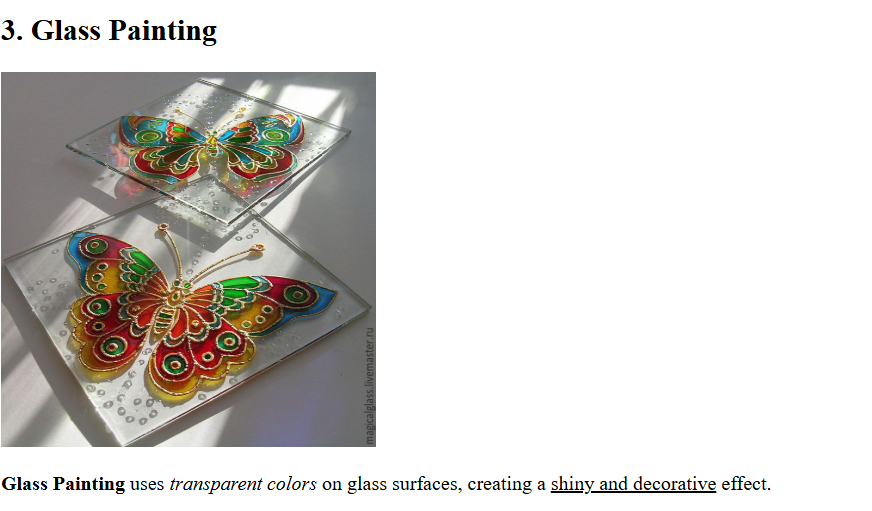 3. Glass Painting
magicalglass.livemaster.ru
Glass Painting uses transparent colors on glass surfaces, creating a shiny and decorative effect.